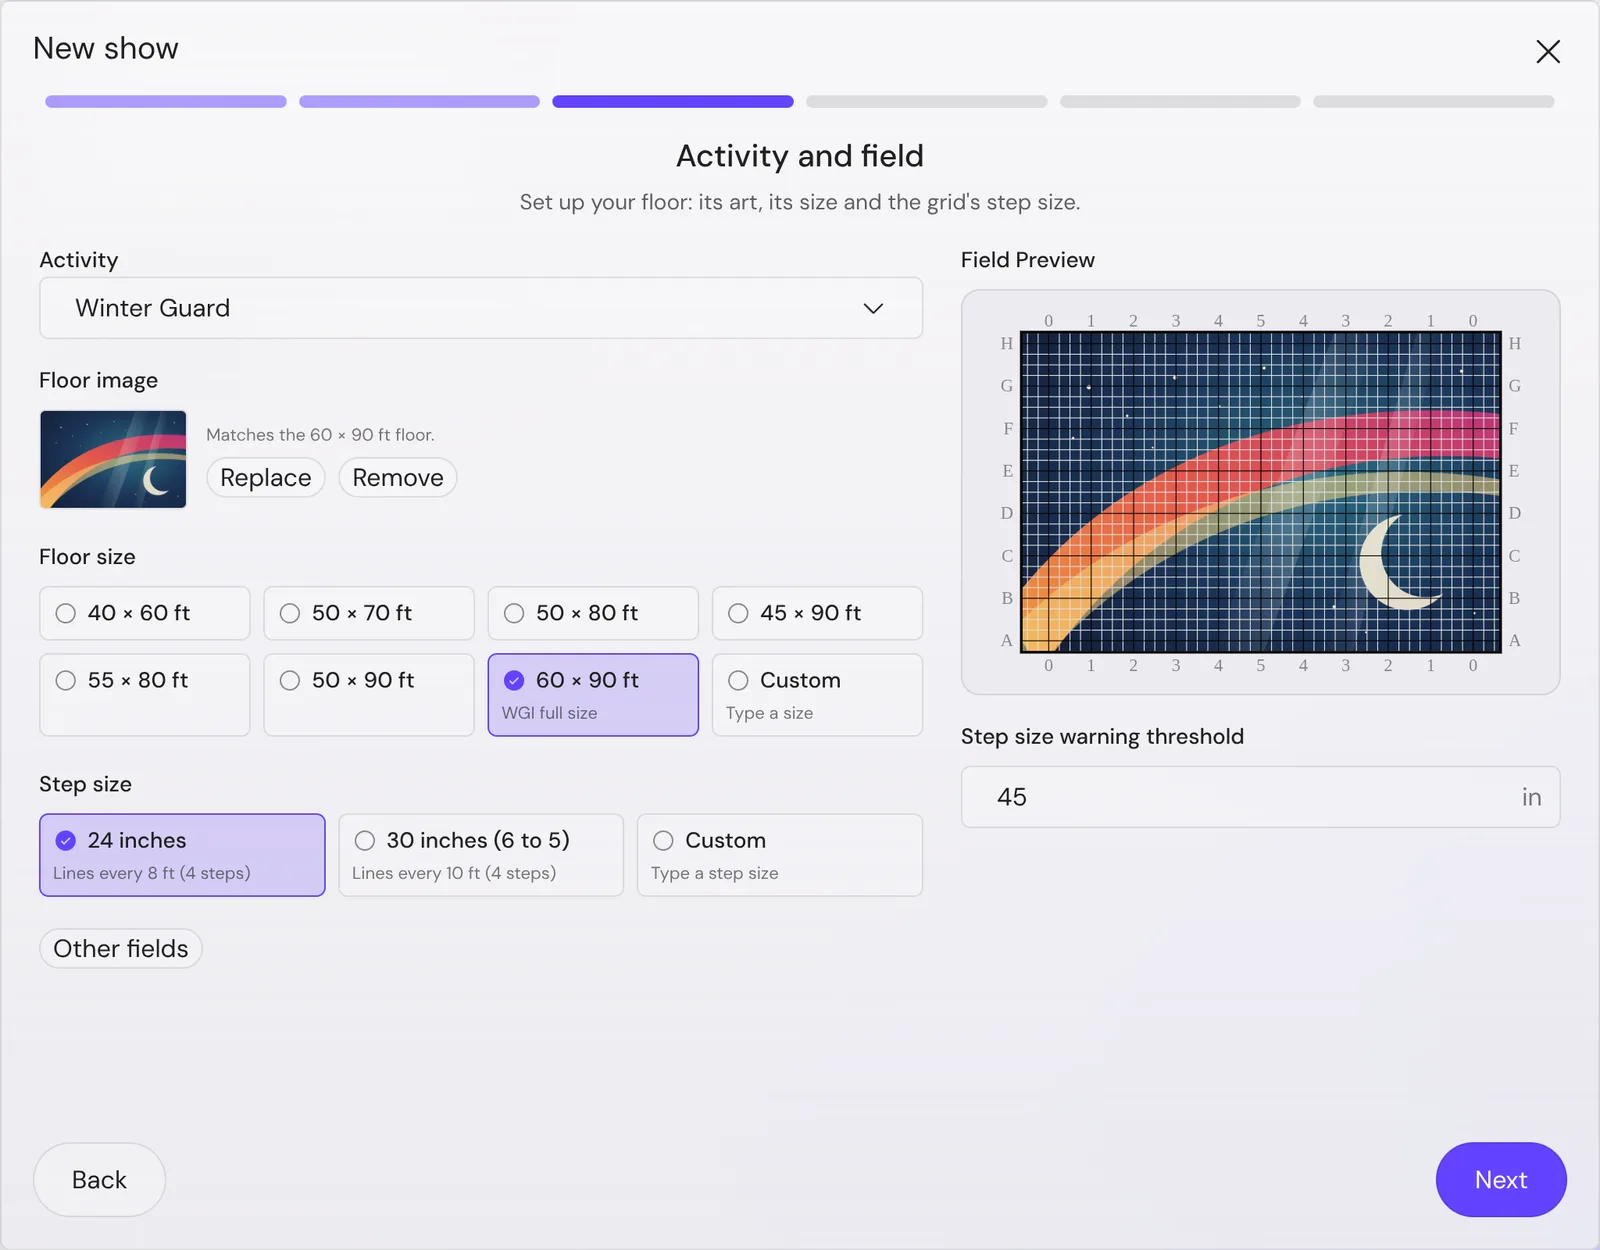 New show
Activity and field
Set up your floor: its art, its size and the grid's step size.
Activity
Winter Guard
Floor image
Matches the 60 × 90 ft floor.
Replace
Remove
Floor size
40 × 60 ft
50 × 70 ft
50 × 80 ft
45 × 90 ft
55 × 80 ft
50 × 90 ft
60 × 90 ft
WGI full size
Custom
Type a size
Step size
24 inches
Lines every 8 ft (4 steps)
30 inches (6 to 5)
Lines every 10 ft (4 steps)
Custom
Type a step size
Other fields
Field Preview
0 1 2 3 4 5 4 3 2 1 0
H H
G G
F F
E E
D D
C C
B B
A A
0 1 2 3 4 5 4 3 2 1 0
Step size warning threshold
45 in
Back
Next